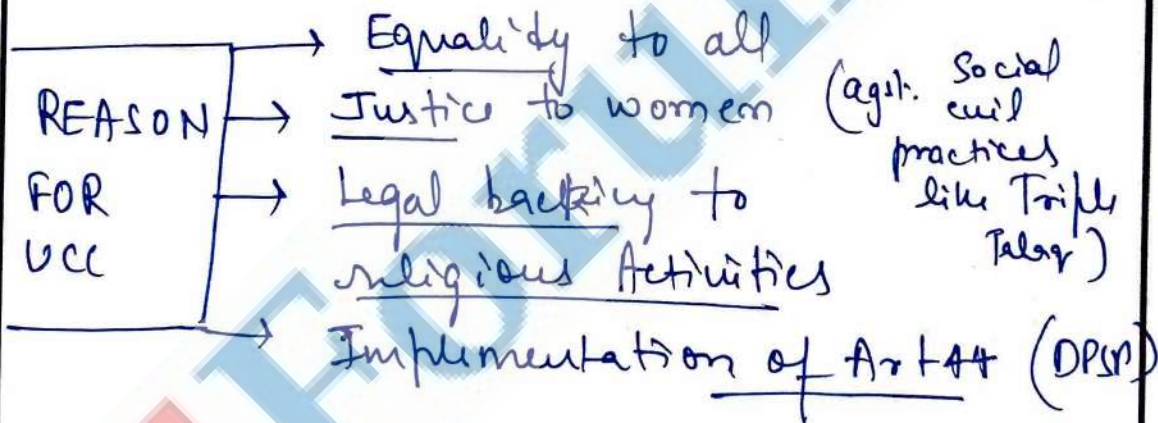 REASON
FOR
UCC
Equality to all
Justice to women
(agst. Social
evil
practices
like Triple
Talaq)
Legal backing to
religious Activities
Implementation of Art 44 (DPSP)
Forum